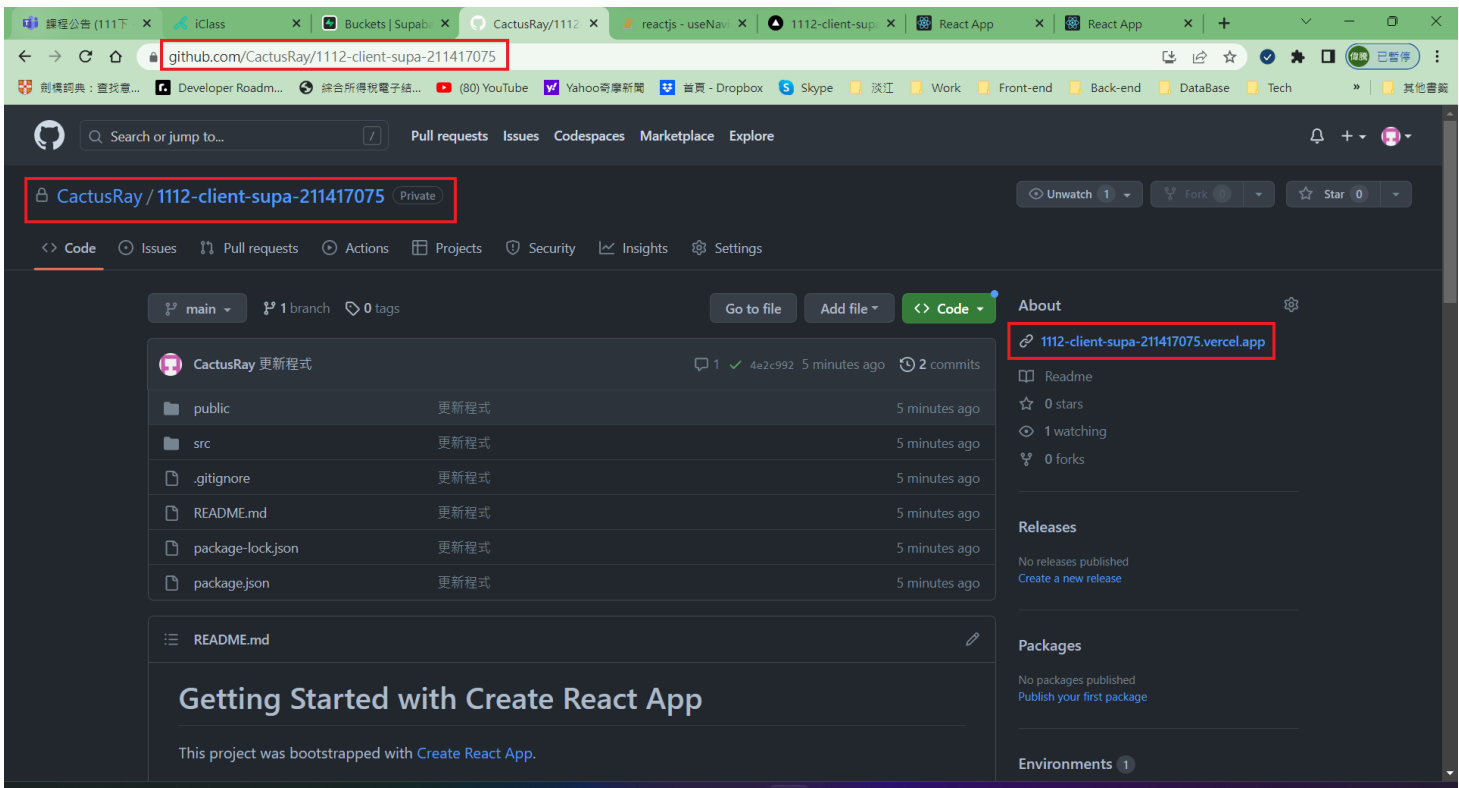 課程公告 (111下
iClass
Buckets | Supaba
CactusRay/1112
reactjs - useNavi
1112-client-supa
React App
React App
github.com/CactusRay/1112-client-supa-211417075
已暫停
劍橋詞典：查找意...
Developer Roadm...
綜合所得稅電子結...
(80) YouTube
Yahoo奇摩新聞
首頁 - Dropbox
Skype
淡江
Work
Front-end
Back-end
DataBase
Tech
»
其他書籤
Search or jump to...
/
Pull requests
Issues
Codespaces
Marketplace
Explore
CactusRay / 1112-client-supa-211417075 Private
Unwatch 1
Fork 0
Star 0
<> Code
Issues
Pull requests
Actions
Projects
Security
Insights
Settings
main
1 branch
0 tags
Go to file
Add file
<> Code
CactusRay 更新程式
1
4e2c992 5 minutes ago
2 commits
public 更新程式 5 minutes ago
src 更新程式 5 minutes ago
.gitignore 更新程式 5 minutes ago
README.md 更新程式 5 minutes ago
package-lock.json 更新程式 5 minutes ago
package.json 更新程式 5 minutes ago
README.md
Getting Started with Create React App
This project was bootstrapped with Create React App.
About
1112-client-supa-211417075.vercel.app
Readme
0 stars
1 watching
0 forks
Releases
No releases published
Create a new release
Packages
No packages published
Publish your first package
Environments 1